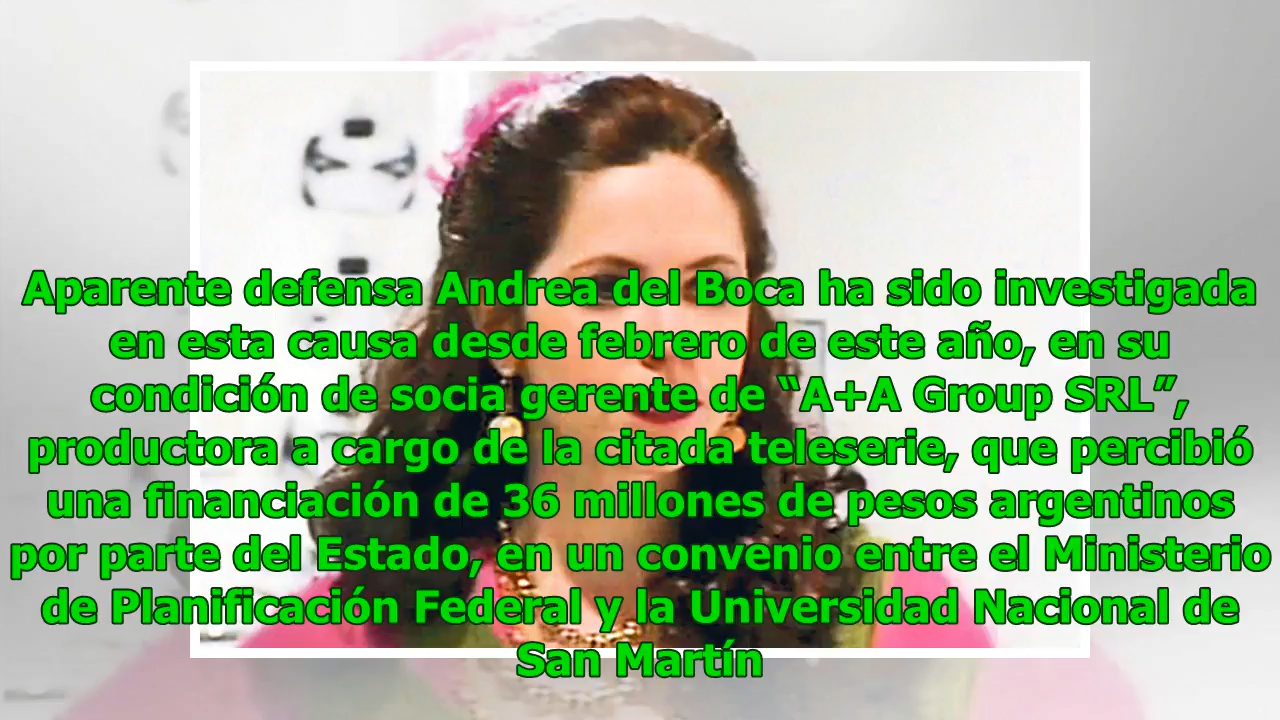 Aparente defensa Andrea del Boca ha sido investigada
en esta causa desde febrero de este año, en su
condición de socia gerente de “A+A Group SRL”,
productora a cargo de la citada teleserie, que percibió
una financiación de 36 millones de pesos argentinos
por parte del Estado, en un convenio entre el Ministerio
de Planificación Federal y la Universidad Nacional de
San Martín